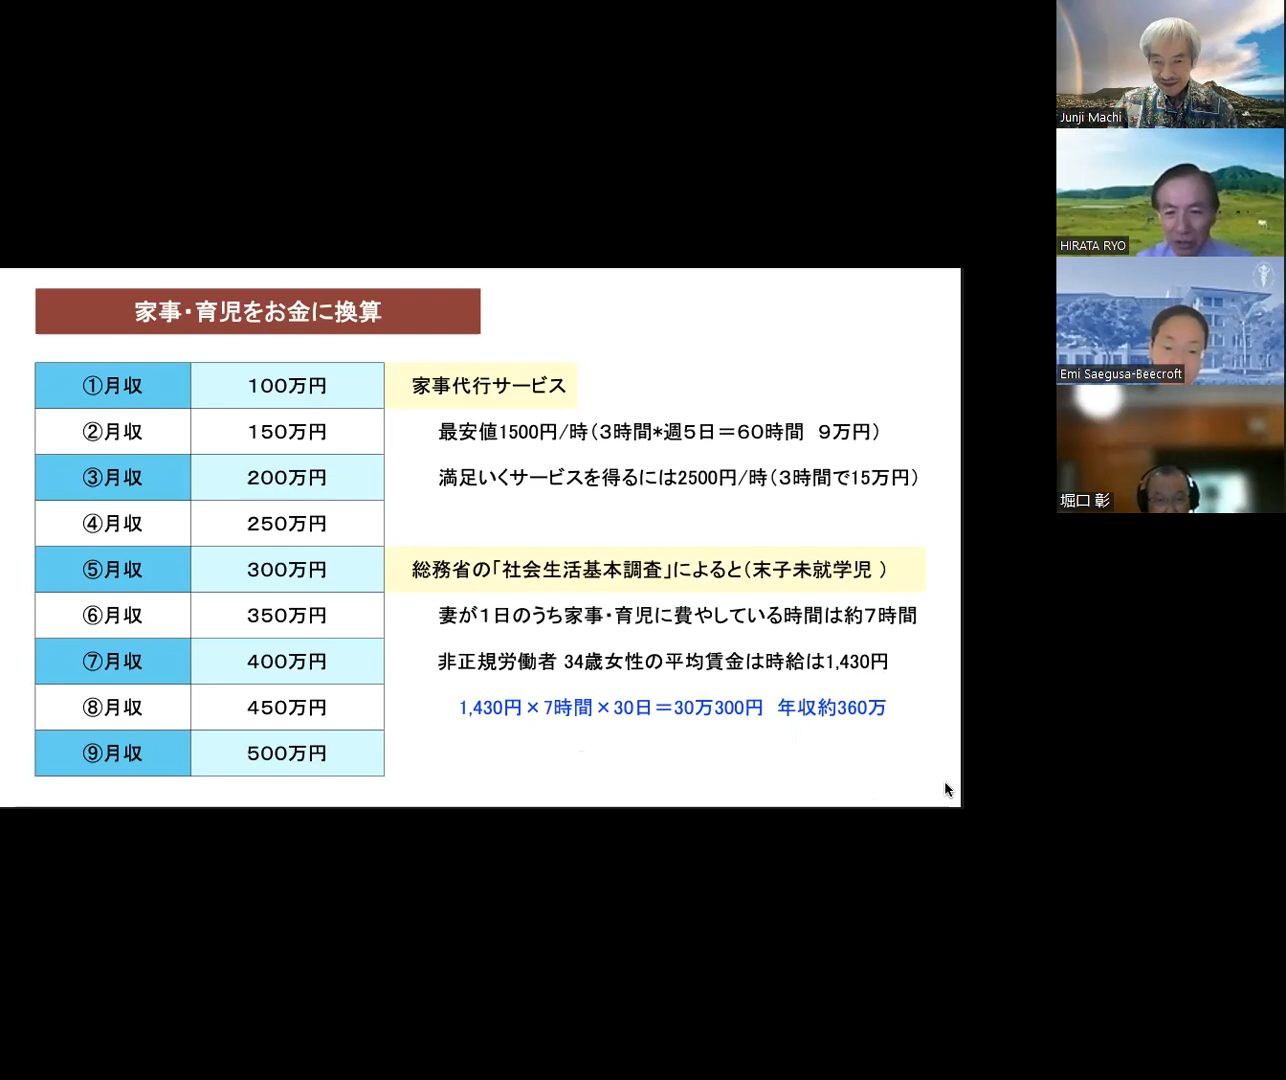 家事・育児をお金に換算
①月収 100万円
②月収 150万円
③月収 200万円
④月収 250万円
⑤月収 300万円
⑥月収 350万円
⑦月収 400万円
⑧月収 450万円
⑨月収 500万円
家事代行サービス
最安値1500円/時（３時間*週５日＝６０時間　９万円）
満足いくサービスを得るには2500円/時（３時間で15万円）
総務省の「社会生活基本調査」によると（末子未就学児 ）
妻が１日のうち家事・育児に費やしている時間は約７時間
非正規労働者 34歳女性の平均賃金は時給は1,430円
1,430円×7時間×30日＝30万300円　年収約360万
Junji Machi
HIRATA RYO
Emi Saegusa-Beecroft
堀口 彰